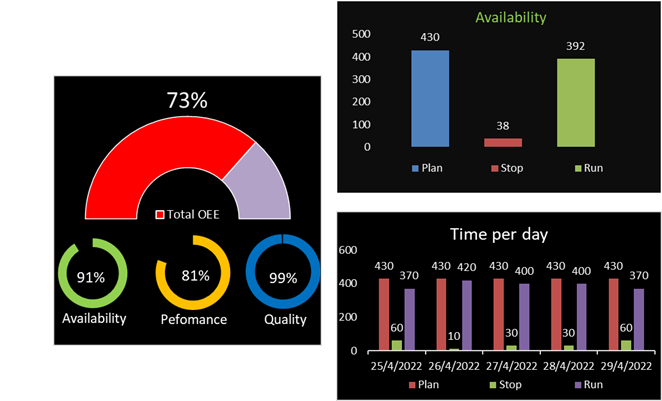 73%
Total OEE
91%
81%
99%
Availability
Pefomance
Quality
Availability
500
400
300
200
100
0
430
38
392
Plan Stop Run
Time per day
600
400
200
0
430 60 370 430 10 420 430 30 400 430 30 400 430 60 370
25/4/2022 26/4/2022 27/4/2022 28/4/2022 29/4/2022
Plan Stop Run